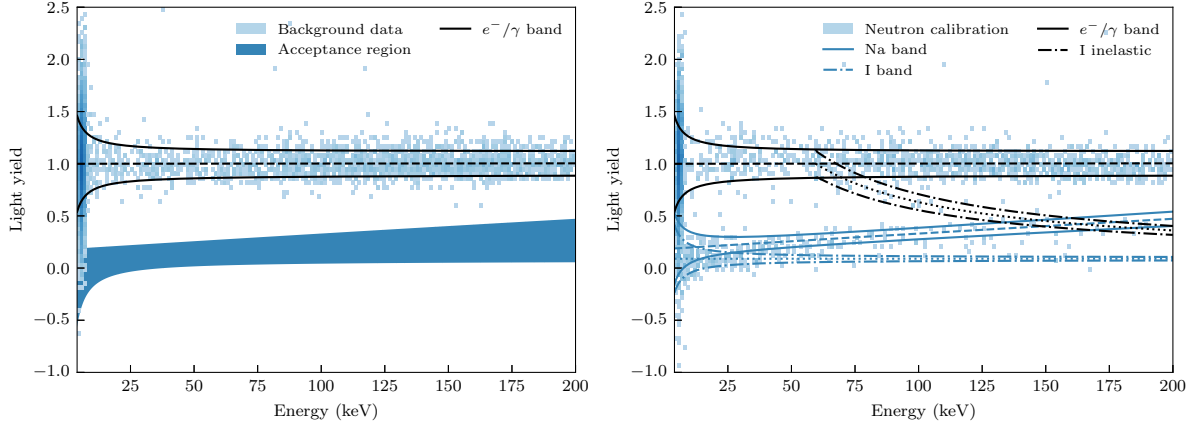 2.5
2.0
1.5
1.0
0.5
0.0
−0.5
−1.0
Light yield
Background data
Acceptance region
e⁻/γ band
25 50 75 100 125 150 175 200
Energy (keV)
2.5
2.0
1.5
1.0
0.5
0.0
−0.5
−1.0
Light yield
Neutron calibration
Na band
I band
e⁻/γ band
I inelastic
25 50 75 100 125 150 175 200
Energy (keV)